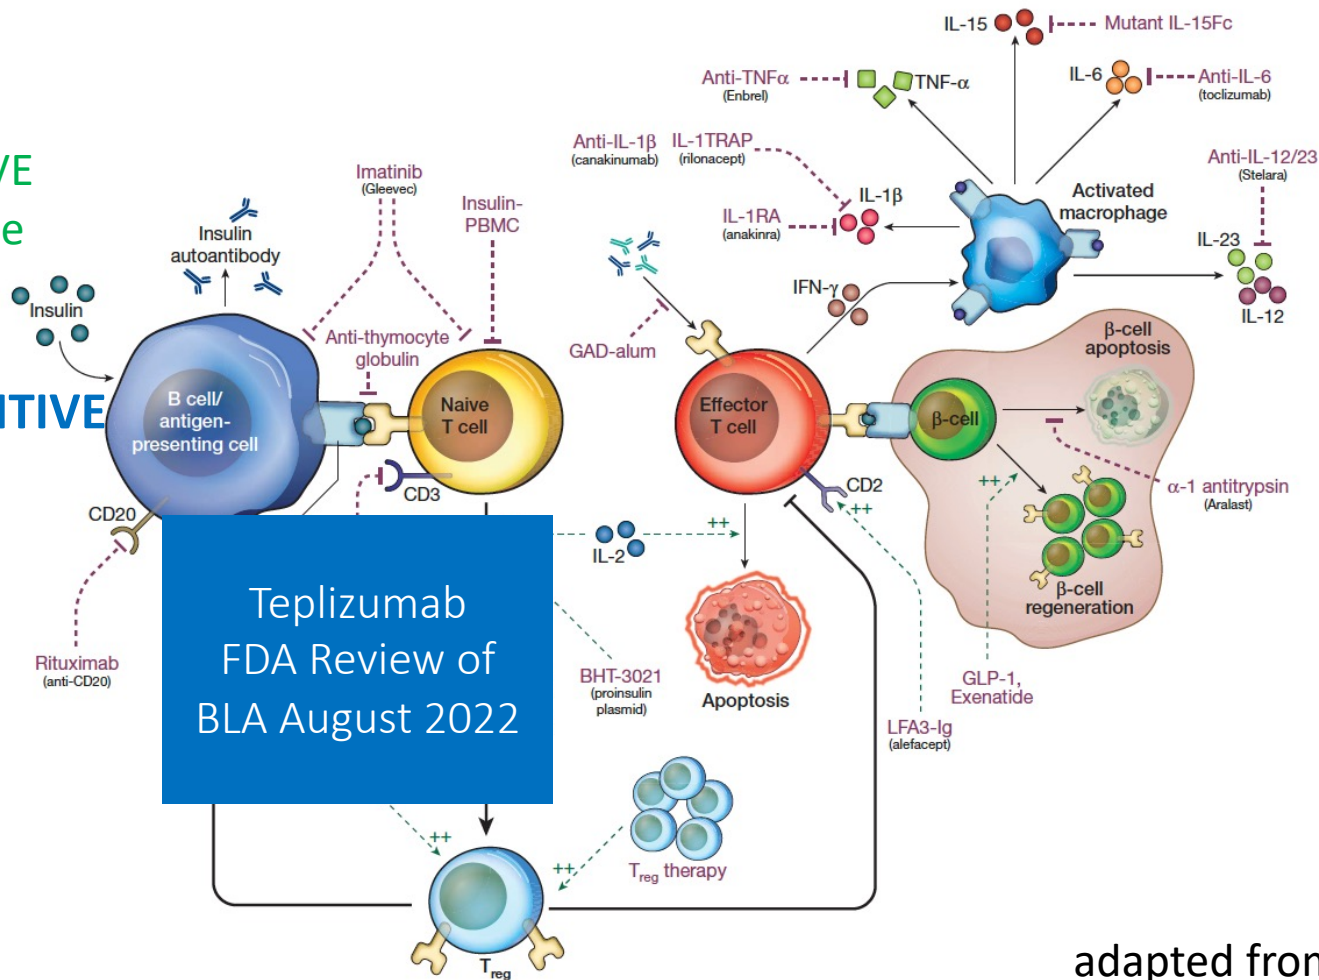 IL-15
Mutant IL-15Fc
Anti-TNFα
(Enbrel)
TNF-α
IL-6
Anti-IL-6
(toclizumab)
Anti-IL-1β
(canakinumab)
IL-1TRAP
(rilonacept)
Anti-IL-12/23
(Stelara)
VE
e
Imatinib
(Gleevec)
Insulin-
PBMC
IL-1β
IL-1RA
(anakinra)
Activated
macrophage
IL-23
IL-12
Insulin
autoantibody
Insulin
IFN-γ
GAD-alum
Anti-thymocyte
globulin
β-cell
apoptosis
ITIVE
B cell/
antigen-
presenting cell
Naive
T cell
Effector
T cell
β-cell
CD3
CD2
++
++
α-1 antitrypsin
(Aralast)
CD20
IL-2
++
β-cell
regeneration
Teplizumab
FDA Review of
BLA August 2022
Rituximab
(anti-CD20)
BHT-3021
(proinsulin
plasmid)
Apoptosis
GLP-1,
Exenatide
LFA3-Ig
(alefacept)
++
++
Treg therapy
Treg
adapted from